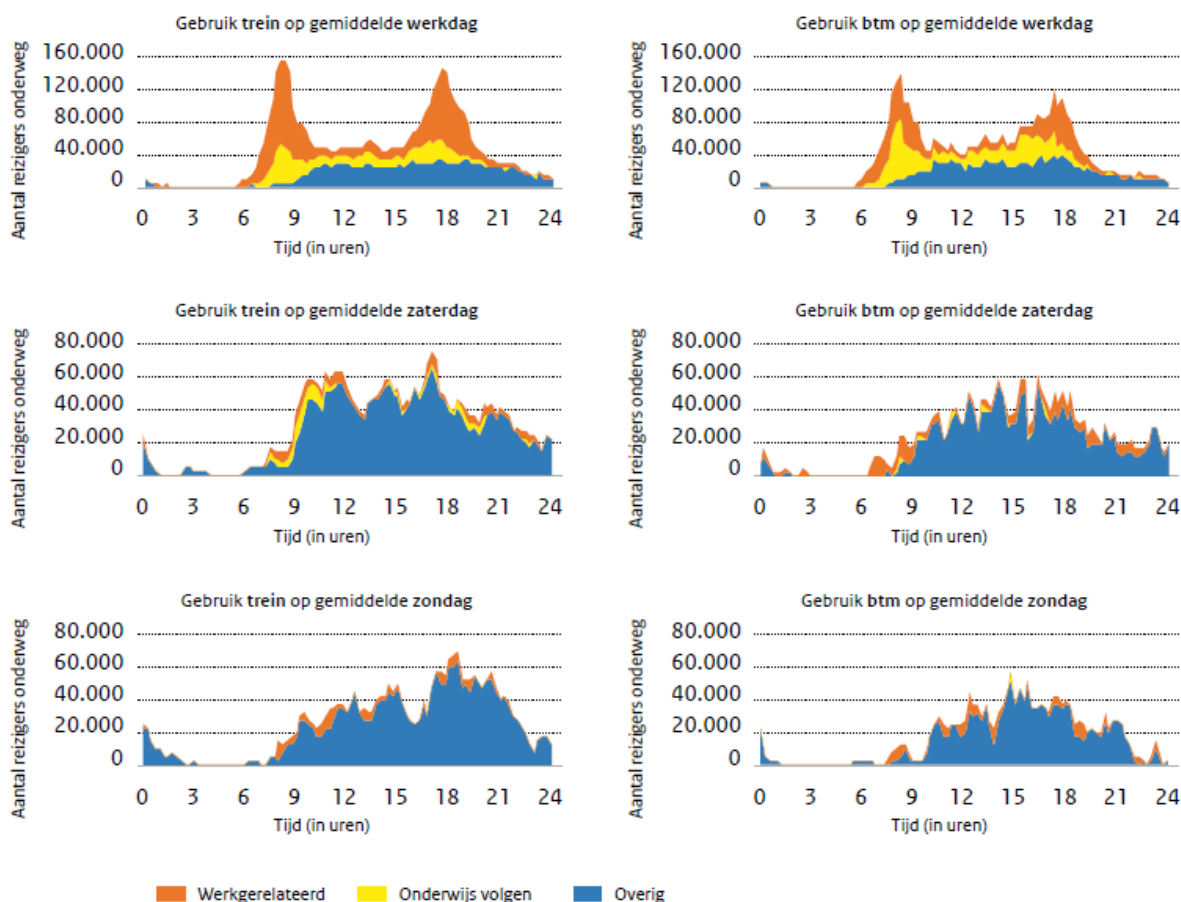 Gebruik trein op gemiddelde werkdag
Aantal reizigers onderweg
160.000
120.000
80.000
40.000
0
0 3 6 9 12 15 18 21 24
Tijd (in uren)
Gebruik btm op gemiddelde werkdag
Aantal reizigers onderweg
160.000
120.000
80.000
40.000
0
0 3 6 9 12 15 18 21 24
Tijd (in uren)
Gebruik trein op gemiddelde zaterdag
Aantal reizigers onderweg
80.000
60.000
40.000
20.000
0
0 3 6 9 12 15 18 21 24
Tijd (in uren)
Gebruik btm op gemiddelde zaterdag
Aantal reizigers onderweg
80.000
60.000
40.000
20.000
0
0 3 6 9 12 15 18 21 24
Tijd (in uren)
Gebruik trein op gemiddelde zondag
Aantal reizigers onderweg
80.000
60.000
40.000
20.000
0
0 3 6 9 12 15 18 21 24
Tijd (in uren)
Gebruik btm op gemiddelde zondag
Aantal reizigers onderweg
80.000
60.000
40.000
20.000
0
0 3 6 9 12 15 18 21 24
Tijd (in uren)
Werkgerelateerd Onderwijs volgen Overig